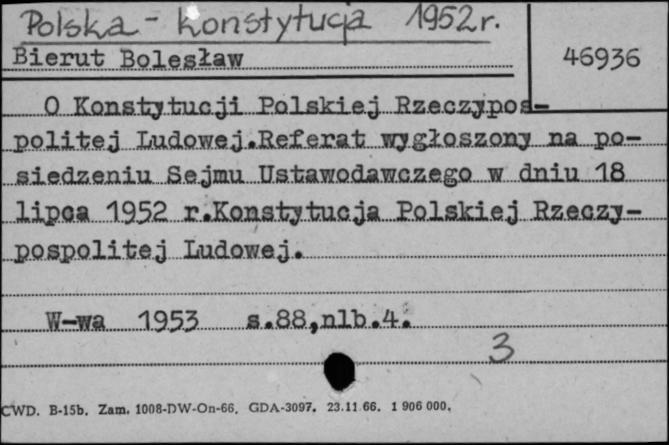 Polska - Konstytucja 1952 r.
Bierut Bolesław
46936
O Konstytucji Polskiej Rzeczypos-
politej Ludowej.Referat wygłoszony na po-
siedzeniu Sejmu Ustawodawczego w dniu 18
lipca 1952 r.Konstytucja Polskiej Rzeczy-
pospolitej Ludowej.
W-wa 1953 s.88,nlb.4.
3
CWD. B-15b. Zam. 1008-DW-On-66. GDA-3097. 23.11.66. 1 906 000.